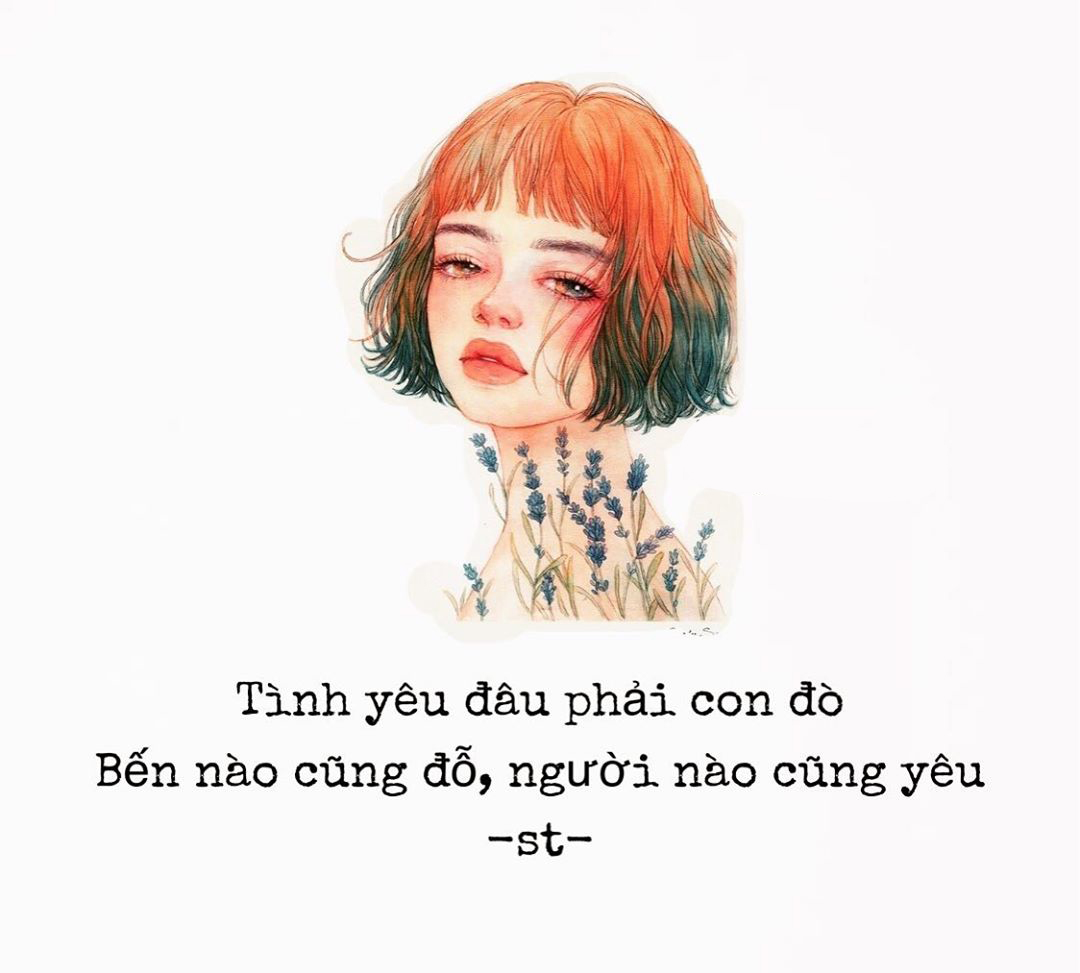 Tình yêu đâu phải con đò
Bến nào cũng đỗ, người nào cũng yêu
-st-